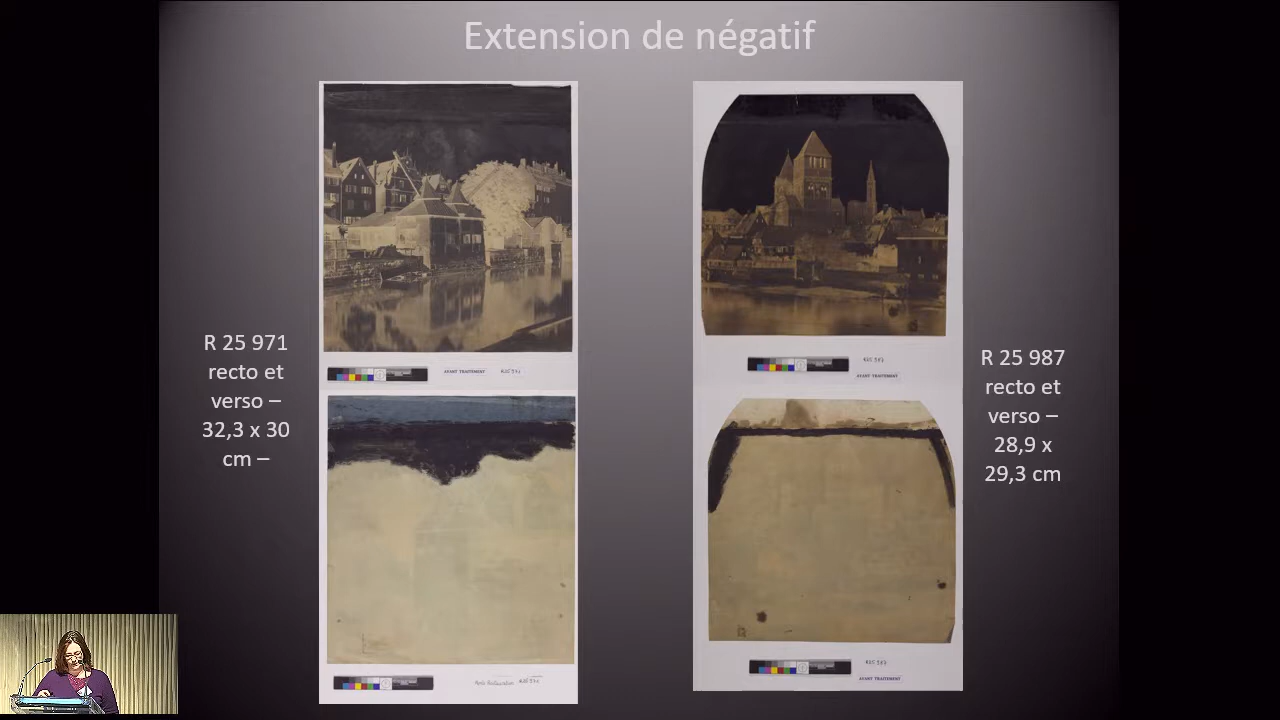 Extension de négatif
R 25 971
recto et
verso –
32,3 x 30
cm –
AVANT TRAITEMENT
AVANT TRAITEMENT
R 25 987
recto et
verso –
28,9 x
29,3 cm
AVANT TRAITEMENT